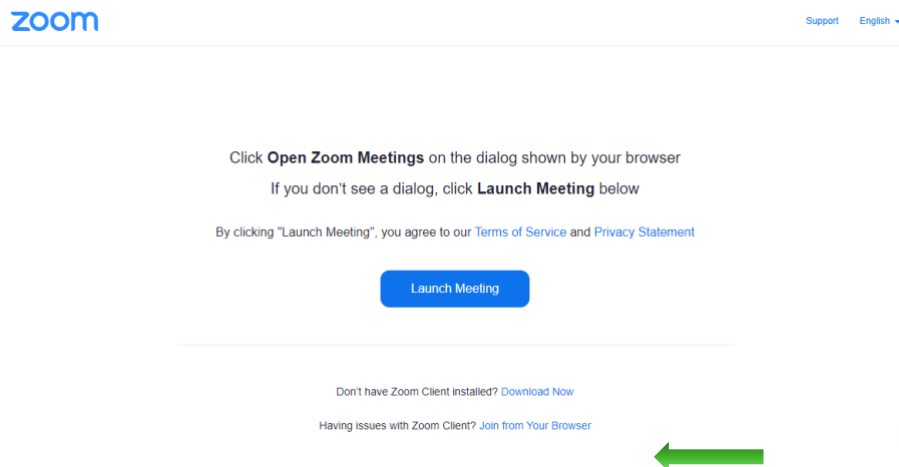 zoom
Support English
Click Open Zoom Meetings on the dialog shown by your browser
If you don't see a dialog, click Launch Meeting below
By clicking "Launch Meeting", you agree to our Terms of Service and Privacy Statement
Launch Meeting
Don't have Zoom Client installed? Download Now
Having issues with Zoom Client? Join from Your Browser